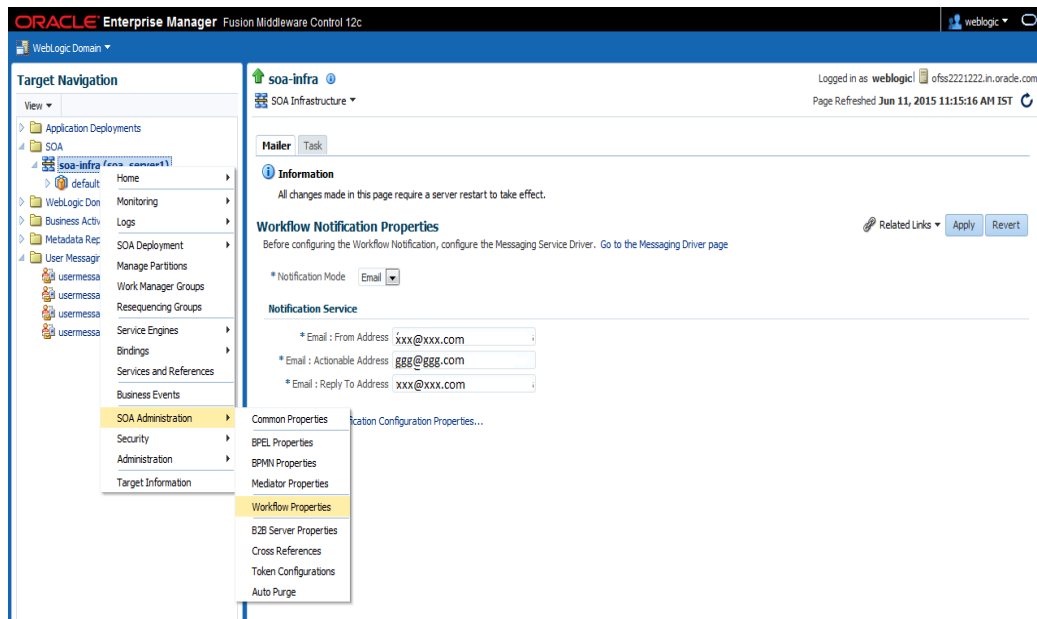 ORACLE Enterprise Manager Fusion Middleware Control 12c
weblogic
WebLogic Domain
Target Navigation
View
Application Deployments
SOA
soa-infra (soa_server1)
default
WebLogic Dom
Business Activ
Metadata Rep
User Messagin
usermessa
usermessa
usermessa
usermessa
Home
Monitoring
Logs
SOA Deployment
Manage Partitions
Work Manager Groups
Resequencing Groups
Service Engines
Bindings
Services and References
Business Events
SOA Administration
Security
Administration
Target Information
Common Properties
BPEL Properties
BPMN Properties
Mediator Properties
Workflow Properties
B2B Server Properties
Cross References
Token Configurations
Auto Purge
soa-infra
Logged in as weblogic ofss2221222.in.oracle.com
SOA Infrastructure
Page Refreshed Jun 11, 2015 11:15:16 AM IST
Mailer Task
Information
All changes made in this page require a server restart to take effect.
Workflow Notification Properties
Related Links Apply Revert
Before configuring the Workflow Notification, configure the Messaging Service Driver. Go to the Messaging Driver page
* Notification Mode Email
Notification Service
* Email : From Address xxx@xxx.com
* Email : Actionable Address ggg@ggg.com
* Email : Reply To Address xxx@xxx.com
fication Configuration Properties...